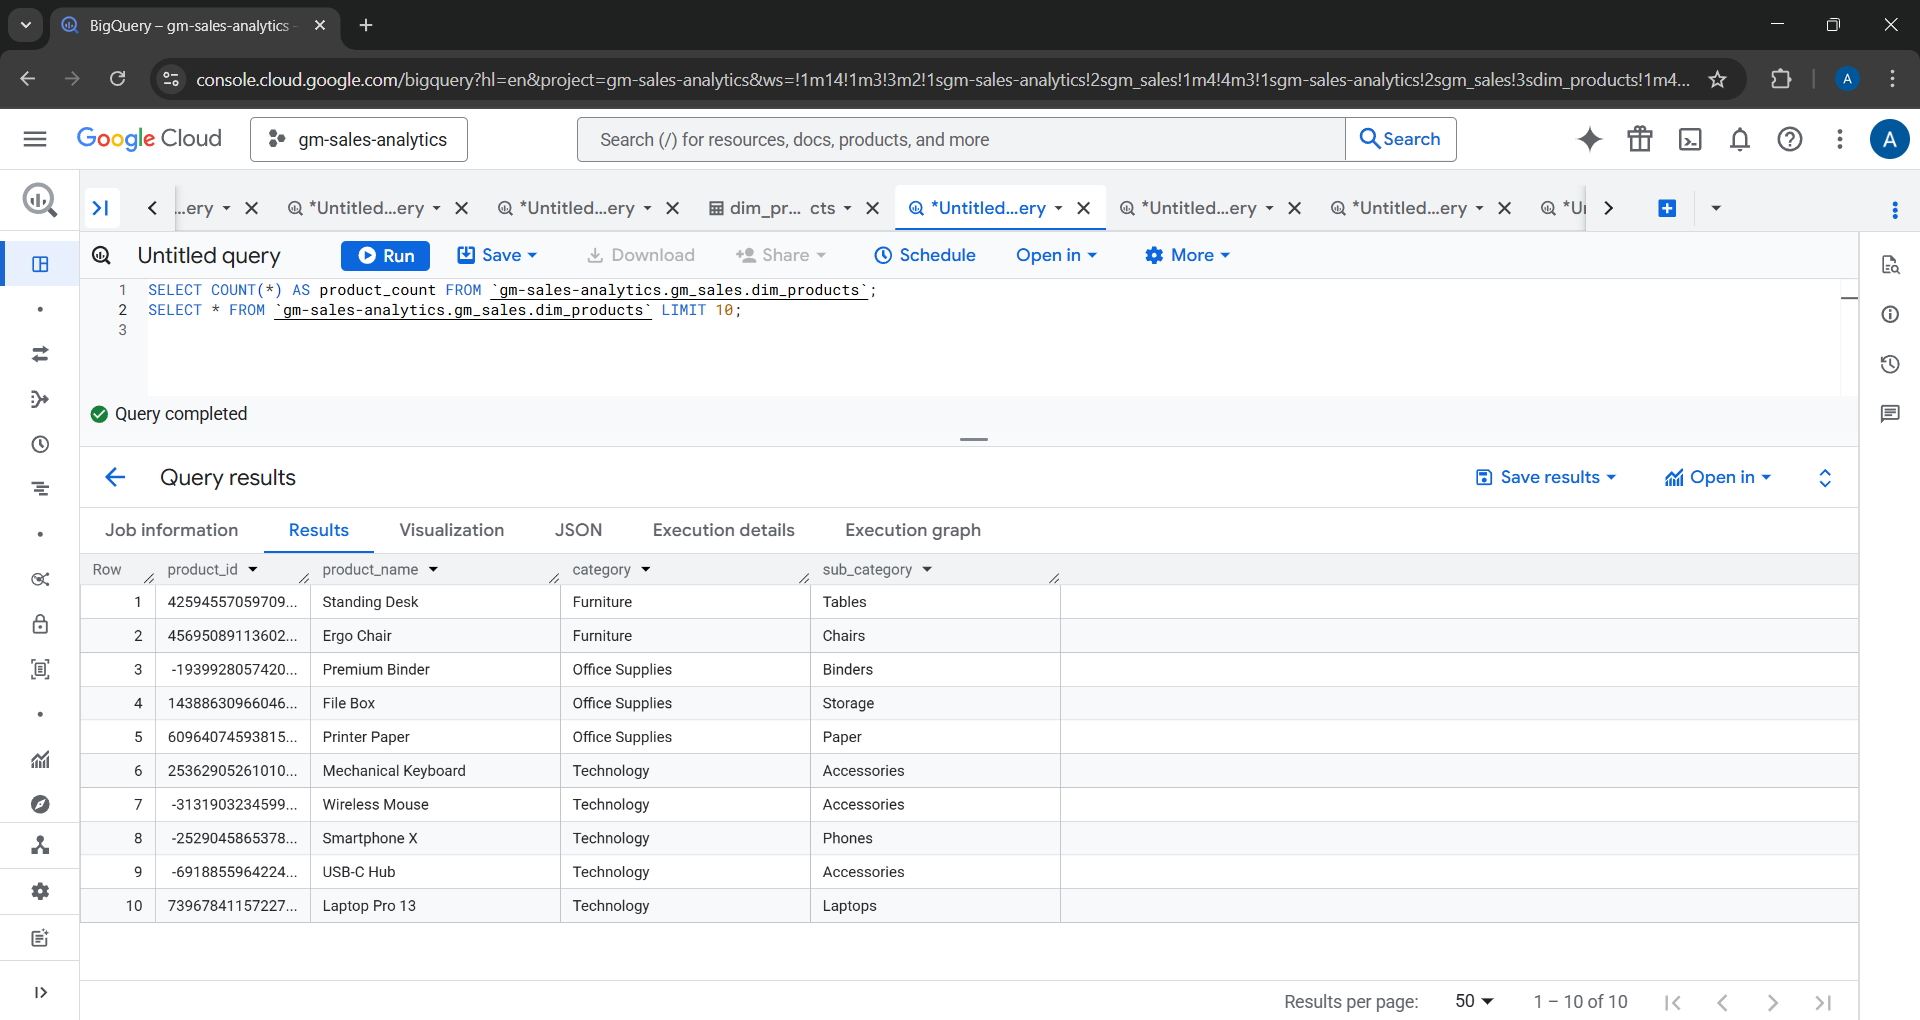 BigQuery – gm-sales-analytics
console.cloud.google.com/bigquery?hl=en&project=gm-sales-analytics&ws=!1m14!1m3!3m2!1sgm-sales-analytics!2sgm_sales!1m4!4m3!1sgm-sales-analytics!2sgm_sales!3sdim_products!1m4...
A
Google Cloud
gm-sales-analytics
Search (/) for resources, docs, products, and more
Search
A
...ery
*Untitled...ery
*Untitled...ery
dim_pr... cts
*Untitled...ery
*Untitled...ery
*Untitled...ery
Untitled query
Run
Save
Download
Share
Schedule
Open in
More
1 SELECT COUNT(*) AS product_count FROM `gm-sales-analytics.gm_sales.dim_products`;
2 SELECT * FROM `gm-sales-analytics.gm_sales.dim_products` LIMIT 10;
3
Query completed
Query results
Save results
Open in
Job information Results Visualization JSON Execution details Execution graph
Row product_id product_name category sub_category
1 42594557059709... Standing Desk Furniture Tables
2 45695089113602... Ergo Chair Furniture Chairs
3 -1939928057420... Premium Binder Office Supplies Binders
4 14388630966046... File Box Office Supplies Storage
5 60964074593815... Printer Paper Office Supplies Paper
6 25362905261010... Mechanical Keyboard Technology Accessories
7 -3131903234599... Wireless Mouse Technology Accessories
8 -2529045865378... Smartphone X Technology Phones
9 -6918855964224... USB-C Hub Technology Accessories
10 73967841157227... Laptop Pro 13 Technology Laptops
Results per page: 50 1 – 10 of 10